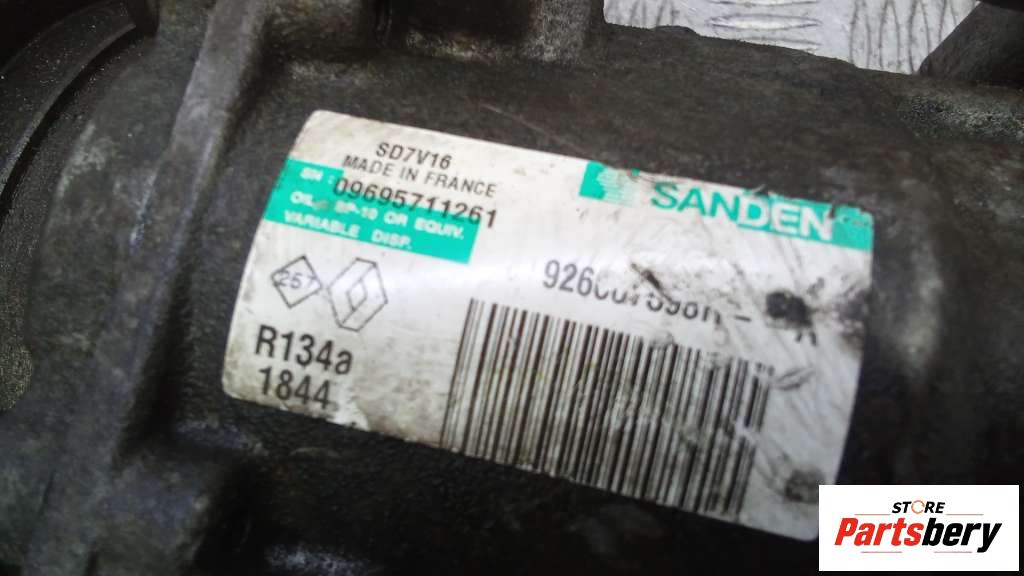 SD7V16
MADE IN FRANCE
SN : 09695711261
OIL : SP-10 OR EQUIV.
VARIABLE DISP.
SANDEN
257
R134a
1844
STORE
Partsbery